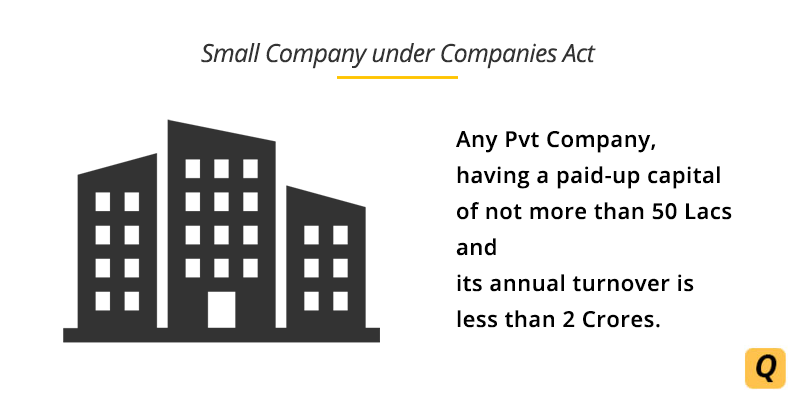 Small Company under Companies Act
Any Pvt Company,
having a paid-up capital
of not more than 50 Lacs
and
its annual turnover is
less than 2 Crores.
Q